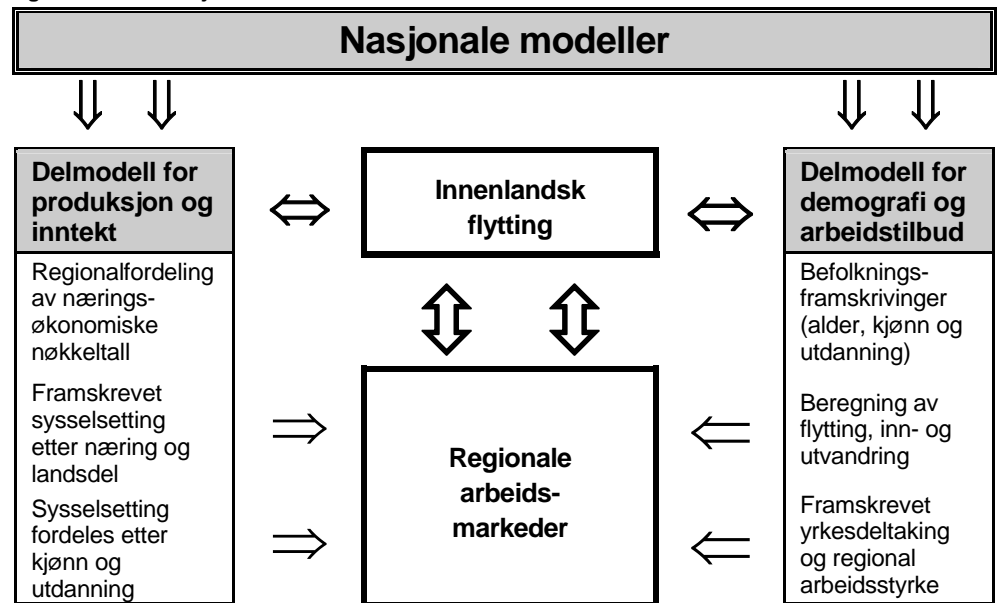 Nasjonale modeller
Delmodell for
produksjon og
inntekt
Regionalfordeling
av nærings-
økonomiske
nøkkeltall
Framskrevet
sysselsetting
etter næring og
landsdel
Sysselsetting
fordeles etter
kjønn og
utdanning
Innenlandsk
flytting
Regionale
arbeids-
markeder
Delmodell for
demografi og
arbeidstilbud
Befolknings-
framskrivinger
(alder, kjønn og
utdanning)
Beregning av
flytting, inn- og
utvandring
Framskrevet
yrkesdeltaking
og regional
arbeidsstyrke